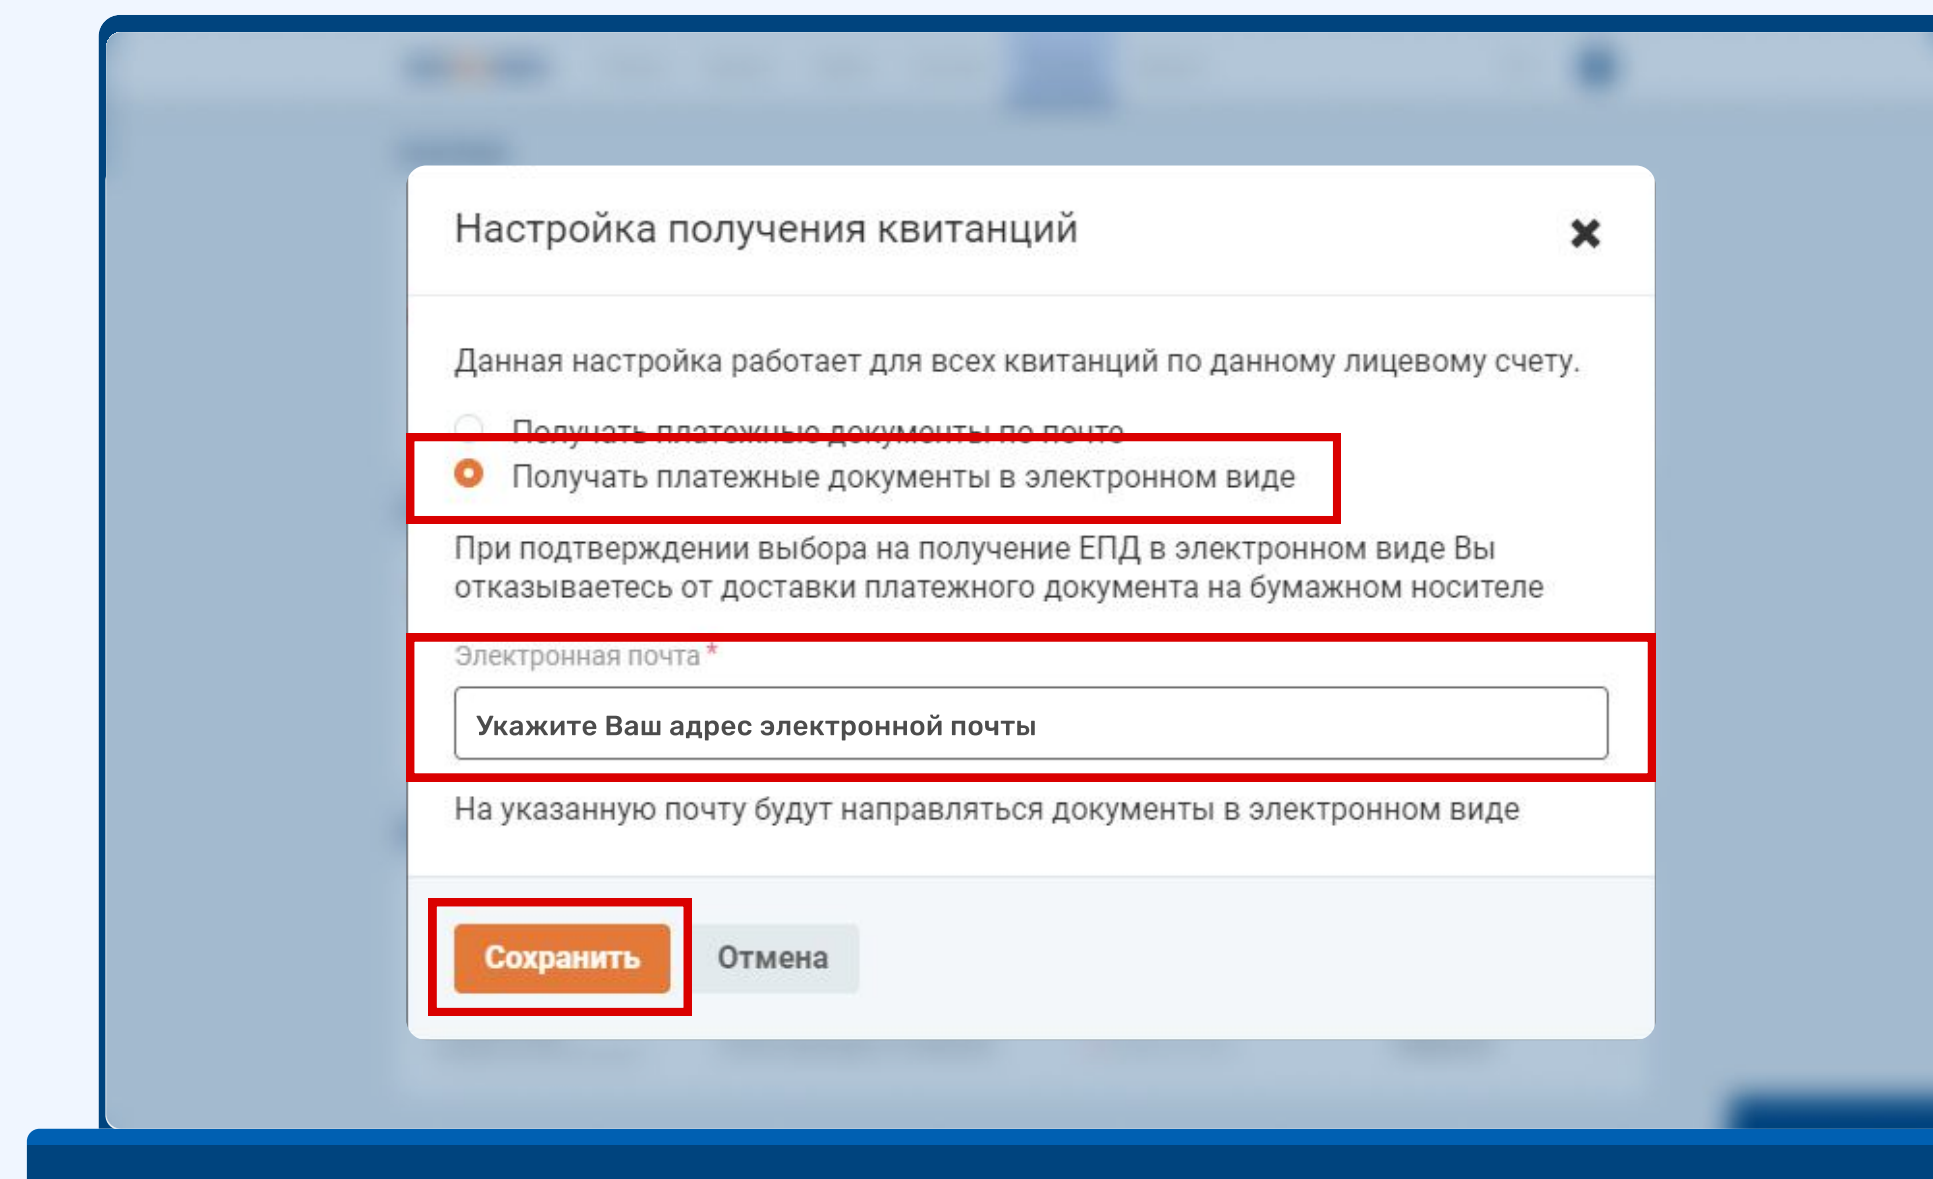 Настройка получения квитанций
Данная настройка работает для всех квитанций по данному лицевому счету.
Получать платежные документы по почте
Получать платежные документы в электронном виде
При подтверждении выбора на получение ЕПД в электронном виде Вы
отказываетесь от доставки платежного документа на бумажном носителе
Электронная почта *
Укажите Ваш адрес электронной почты
На указанную почту будут направляться документы в электронном виде
Сохранить Отмена